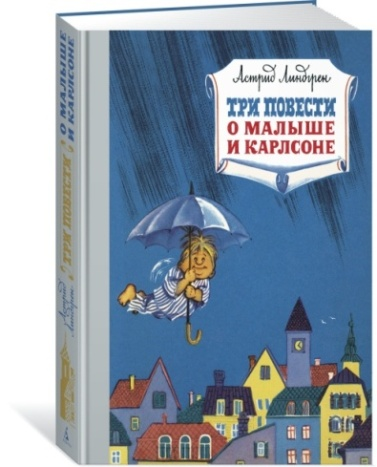 Астрид Линдгрен
ТРИ ПОВЕСТИ
О МАЛЫШЕ
И КАРЛСОНЕ
Астрид Линдгрен
ТРИ ПОВЕСТИ
О МАЛЫШЕ
И КАРЛСОНЕ